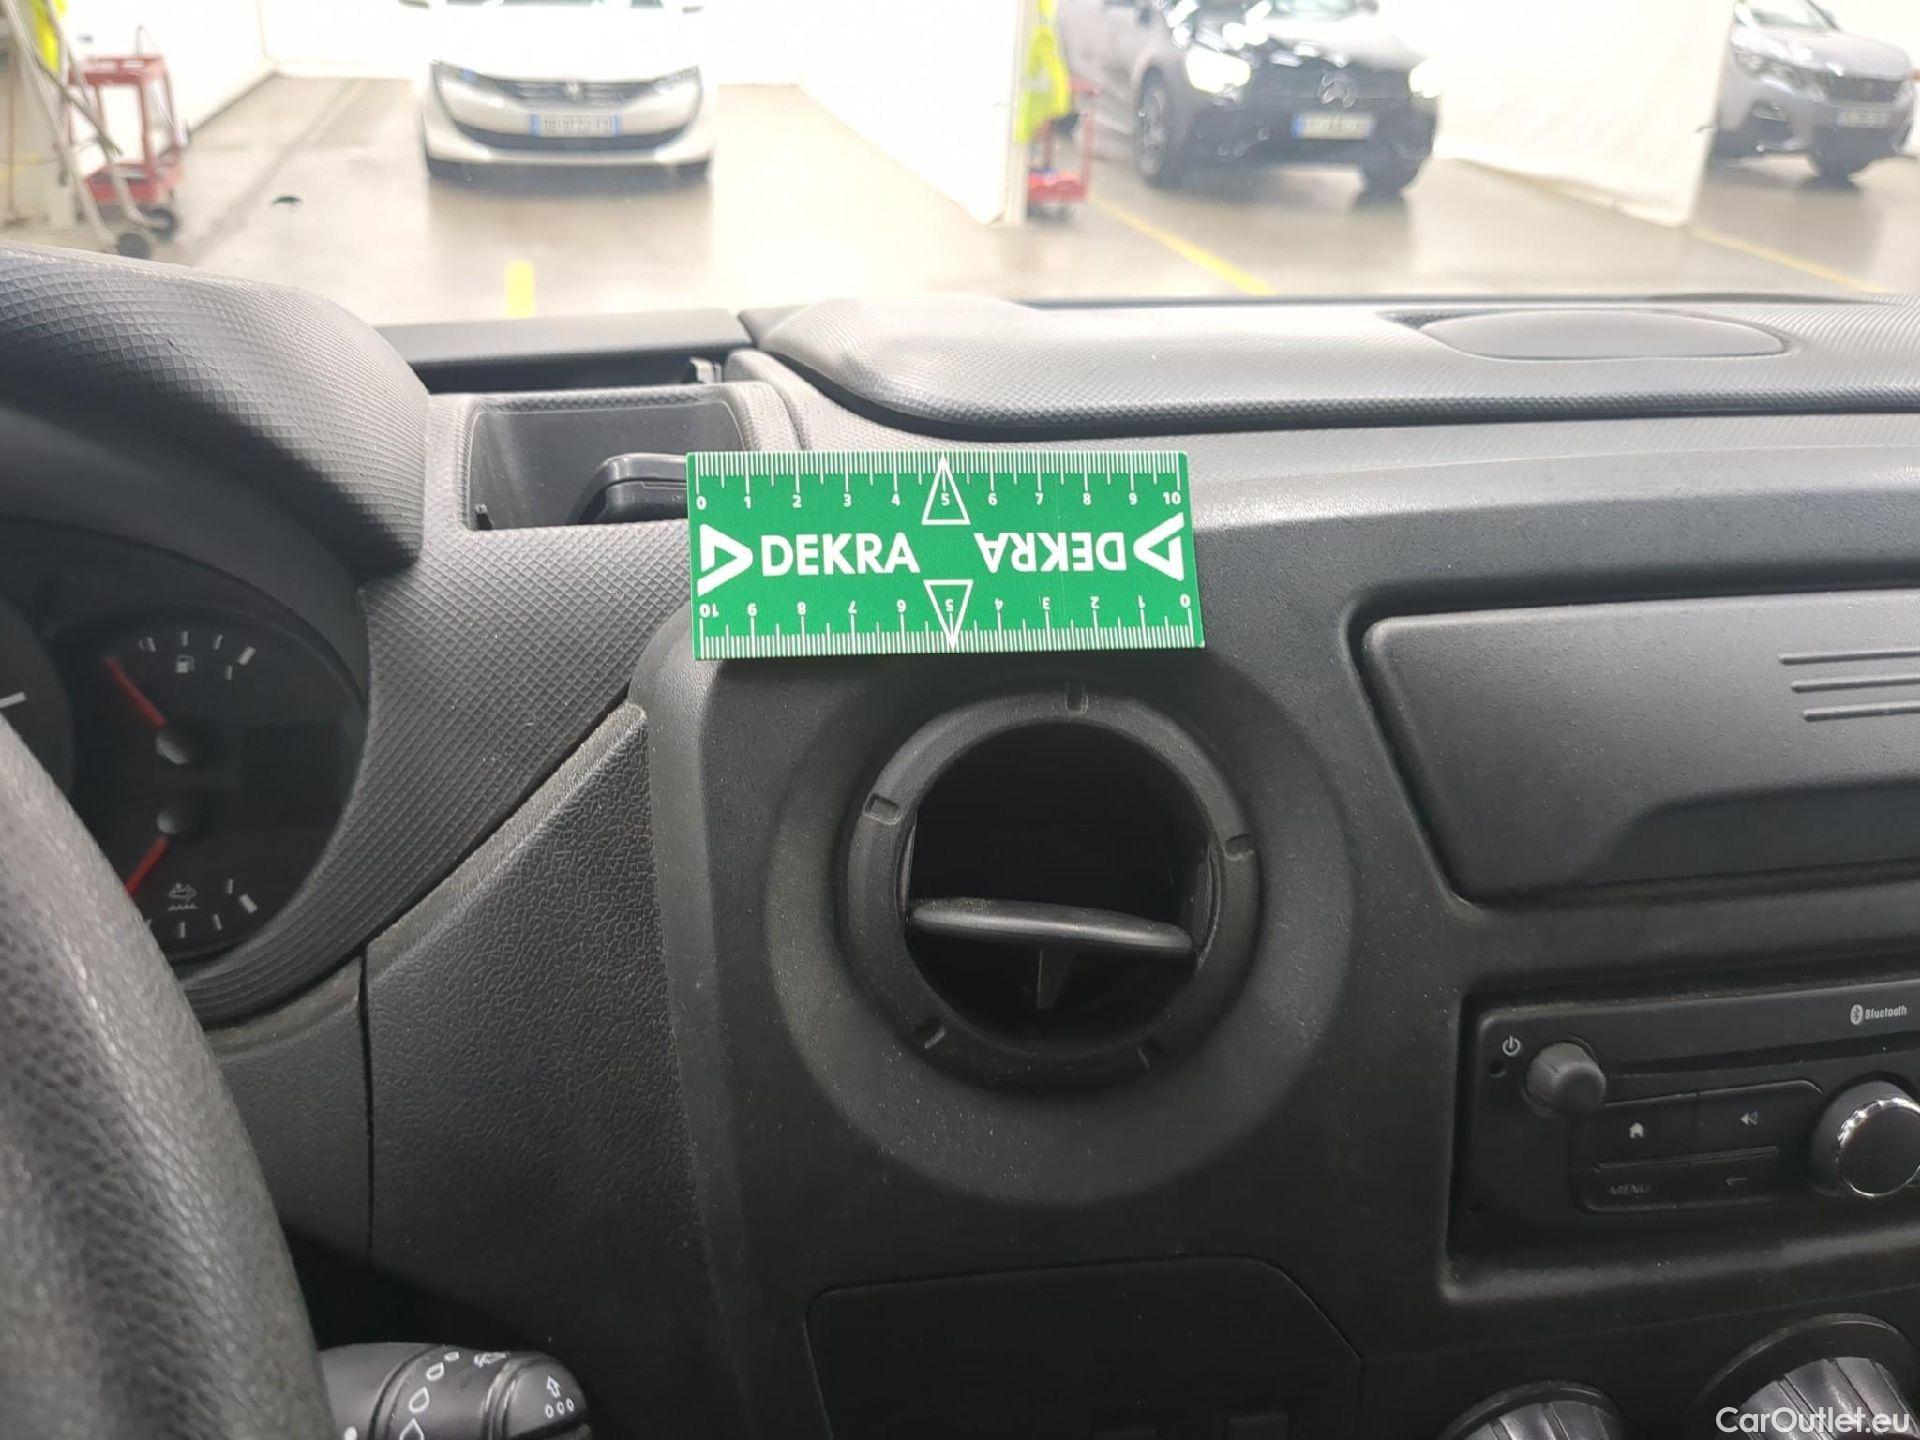 0 1 2 3 4 5 6 7 8 9 10
DEKRA DEKRA
10 9 8 7 6 5 4 3 2 1 0
Bluetooth
MENU
CarOutlet.eu